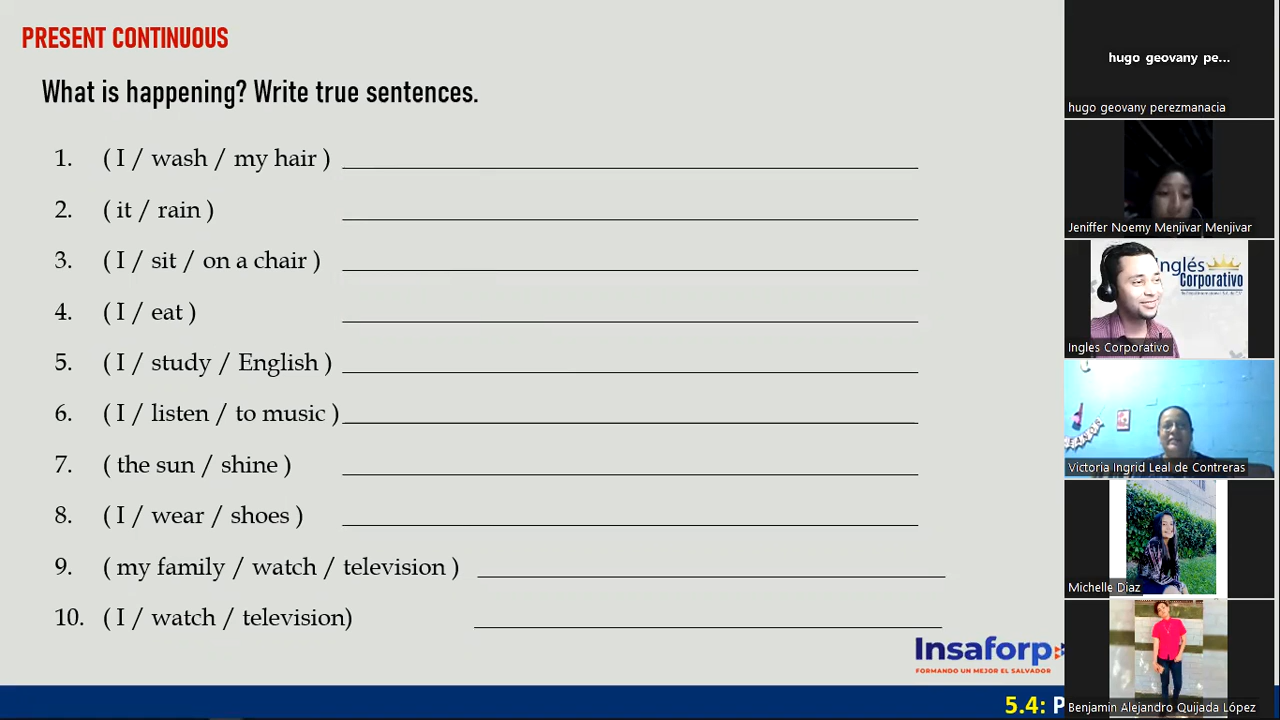 PRESENT CONTINUOUS
What is happening? Write true sentences.
1. ( I / wash / my hair )
2. ( it / rain )
3. ( I / sit / on a chair )
4. ( I / eat )
5. ( I / study / English )
6. ( I / listen / to music )
7. ( the sun / shine )
8. ( I / wear / shoes )
9. ( my family / watch / television )
10. ( I / watch / television)
Insaforp
FORMANDO UN MEJOR EL SALVADOR
5.4: P
hugo geovany pe...
hugo geovany perezmanacia
Jeniffer Noemy Menjivar Menjivar
Inglés
Corporativo
Ingles Corporativo
Victoria Ingrid Leal de Contreras
Michelle Díaz
Benjamin Alejandro Quijada López